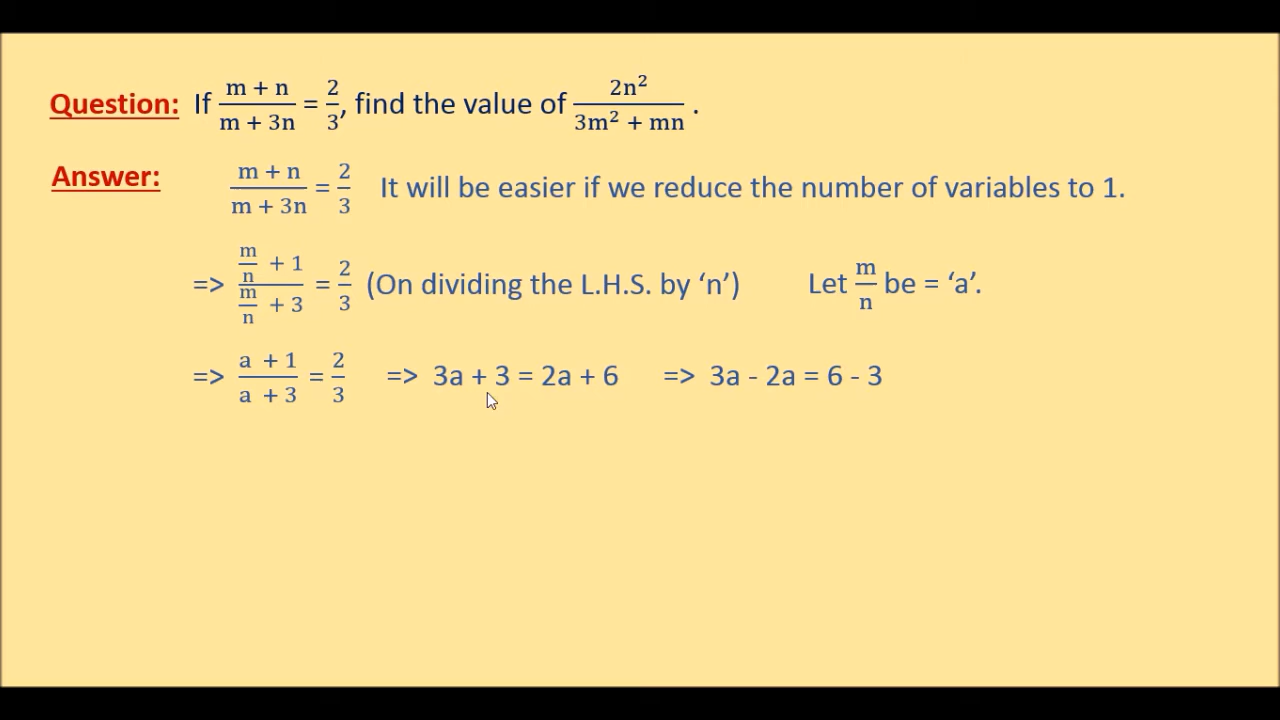 Question: If (m + n)/(m + 3n) = 2/3, find the value of 2n²/(3m² + mn) .
Answer: (m + n)/(m + 3n) = 2/3 It will be easier if we reduce the number of variables to 1.
=> (m/n + 1)/(m/n + 3) = 2/3 (On dividing the L.H.S. by ‘n’) Let m/n be = ‘a’.
=> (a + 1)/(a + 3) = 2/3 => 3a + 3 = 2a + 6 => 3a - 2a = 6 - 3